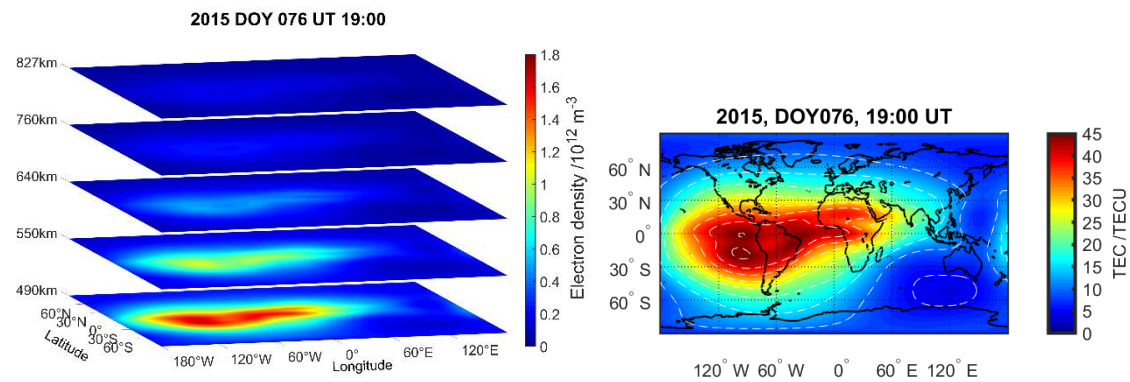 2015 DOY 076 UT 19:00
827km
760km
640km
550km
490km
60°N
30°N
0°
30°S
60°S
Latitude
180°W
120°W
60°W
0°
60°E
120°E
Longitude
1.8
1.6
1.4
1.2
1
0.8
0.6
0.4
0.2
0
Electron density /10¹² m⁻³
2015, DOY076, 19:00 UT
60° N
30° N
0°
30° S
60° S
120° W 60° W 0° 60° E 120° E
45
40
35
30
25
20
15
10
5
0
TEC /TECU